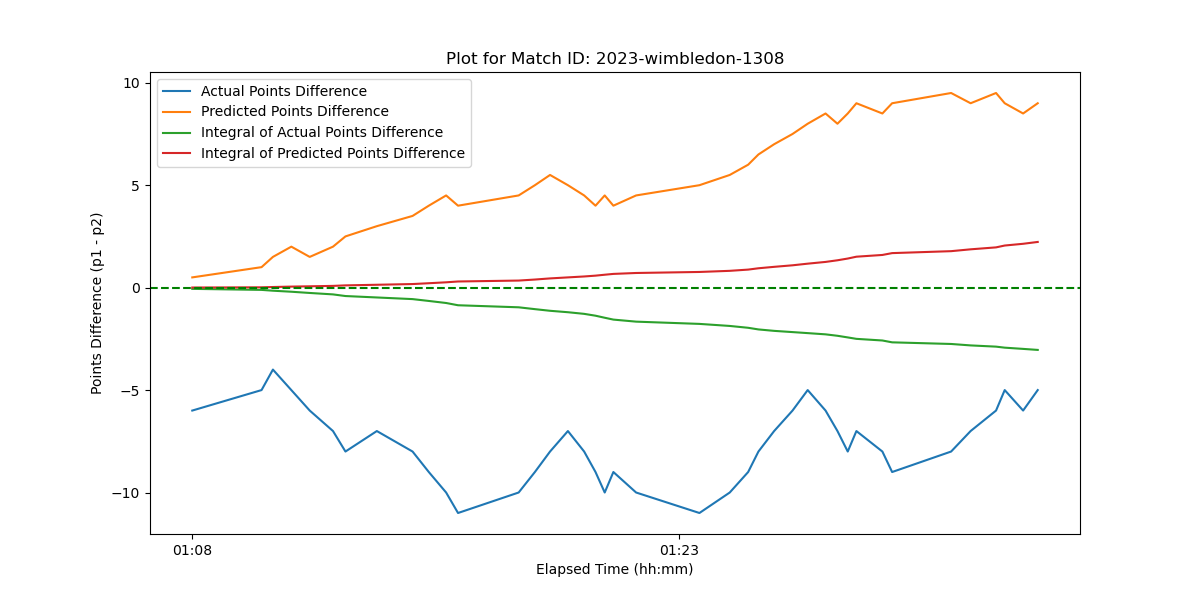 Plot for Match ID: 2023-wimbledon-1308
Actual Points Difference
Predicted Points Difference
Integral of Actual Points Difference
Integral of Predicted Points Difference
Points Difference (p1 - p2)
10
5
0
−5
−10
01:08
01:23
Elapsed Time (hh:mm)